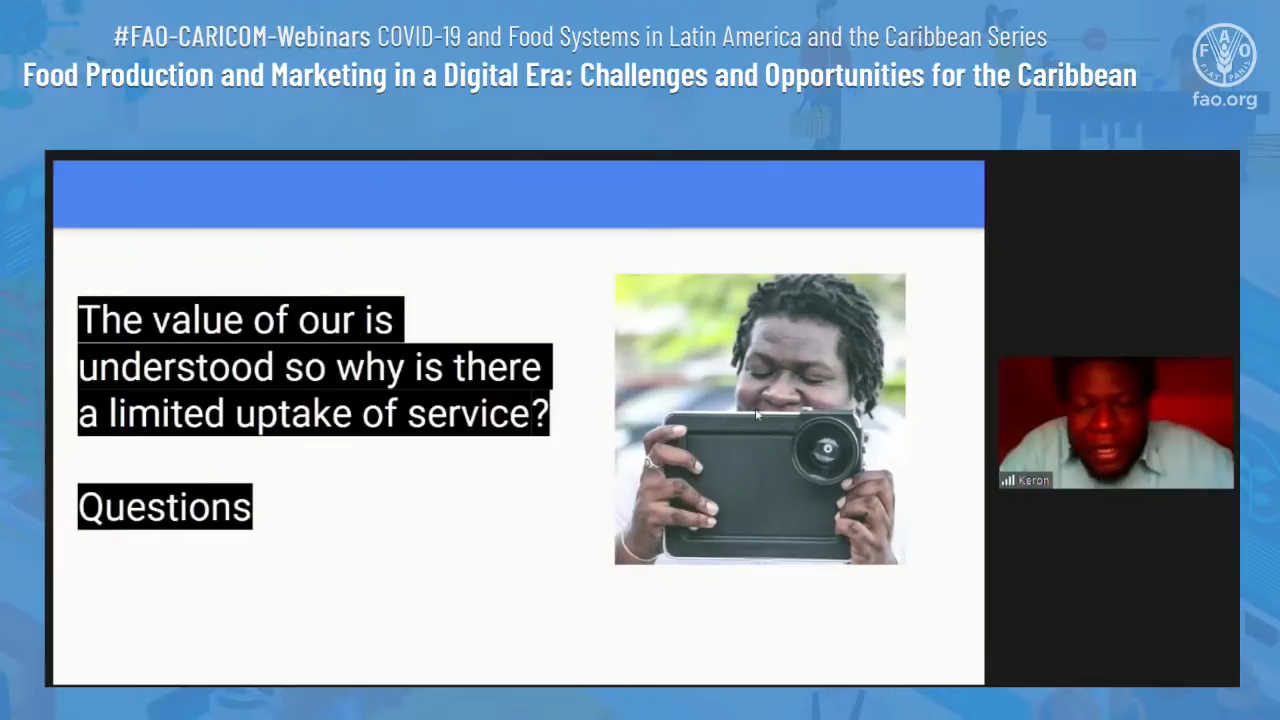 #FAO-CARICOM-Webinars COVID-19 and Food Systems in Latin America and the Caribbean Series
Food Production and Marketing in a Digital Era: Challenges and Opportunities for the Caribbean
F A O
FIAT PANIS
fao.org
The value of our is
understood so why is there
a limited uptake of service?
Questions
Keron